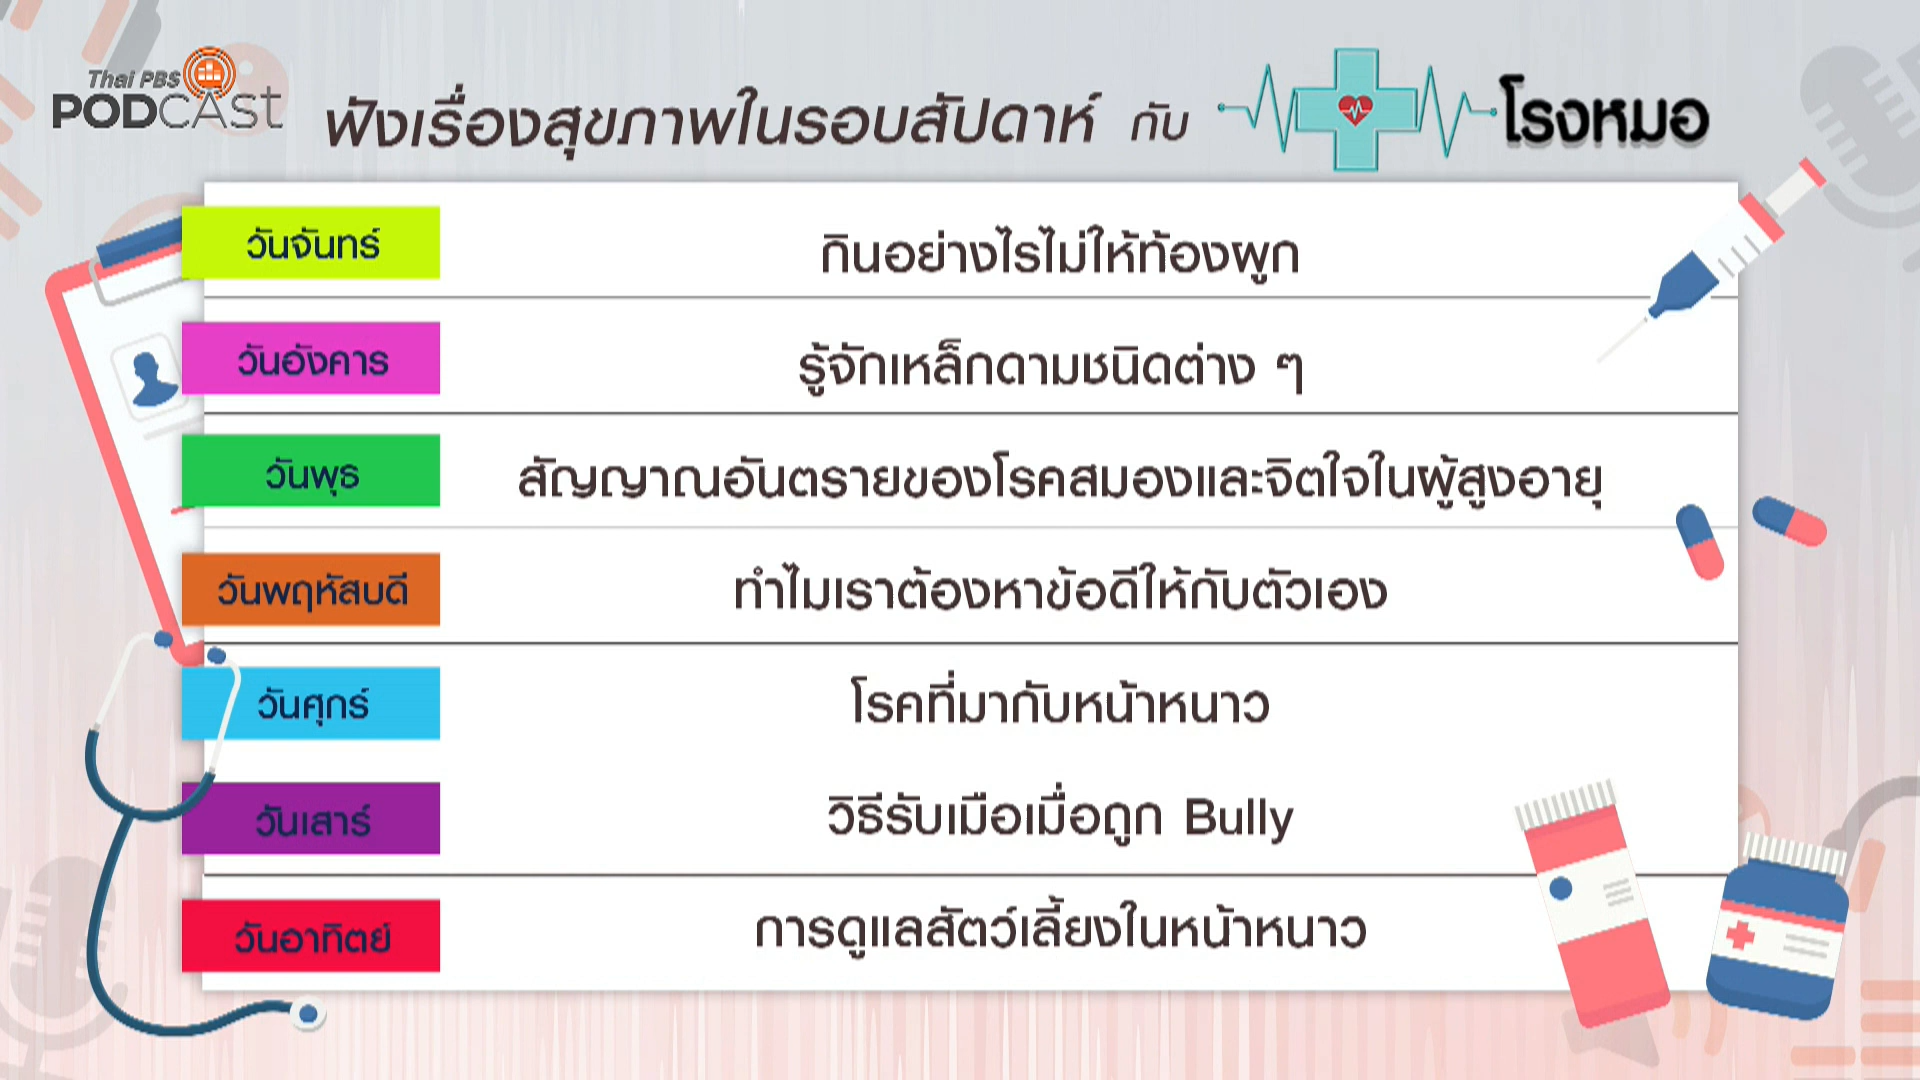 Thai PBS
PODCAST
ฟังเรื่องสุขภาพในรอบสัปดาห์ กับ โรงหมอ
วันจันทร์ กินอย่างไรไม่ให้ท้องผูก
วันอังคาร รู้จักเหล็กดามชนิดต่าง ๆ
วันพุธ สัญญาณอันตรายของโรคสมองและจิตใจในผู้สูงอายุ
วันพฤหัสบดี ทำไมเราต้องหาข้อดีให้กับตัวเอง
วันศุกร์ โรคที่มากับหน้าหนาว
วันเสาร์ วิธีรับเมือเมื่อถูก Bully
วันอาทิตย์ การดูแลสัตว์เลี้ยงในหน้าหนาว